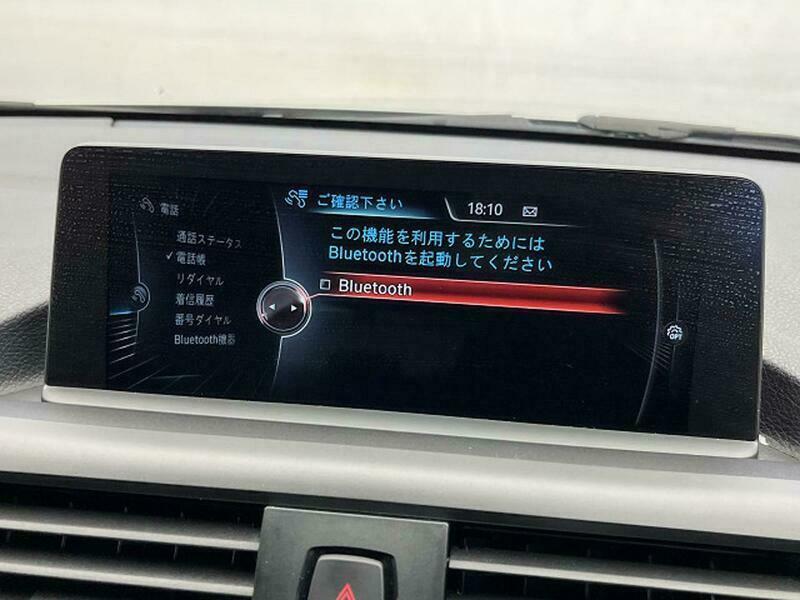 電話
通話ステータス
電話帳
リダイヤル
着信履歴
番号ダイヤル
Bluetooth機器
ご確認下さい
18:10
この機能を利用するためには
Bluetoothを起動してください
Bluetooth
OPT